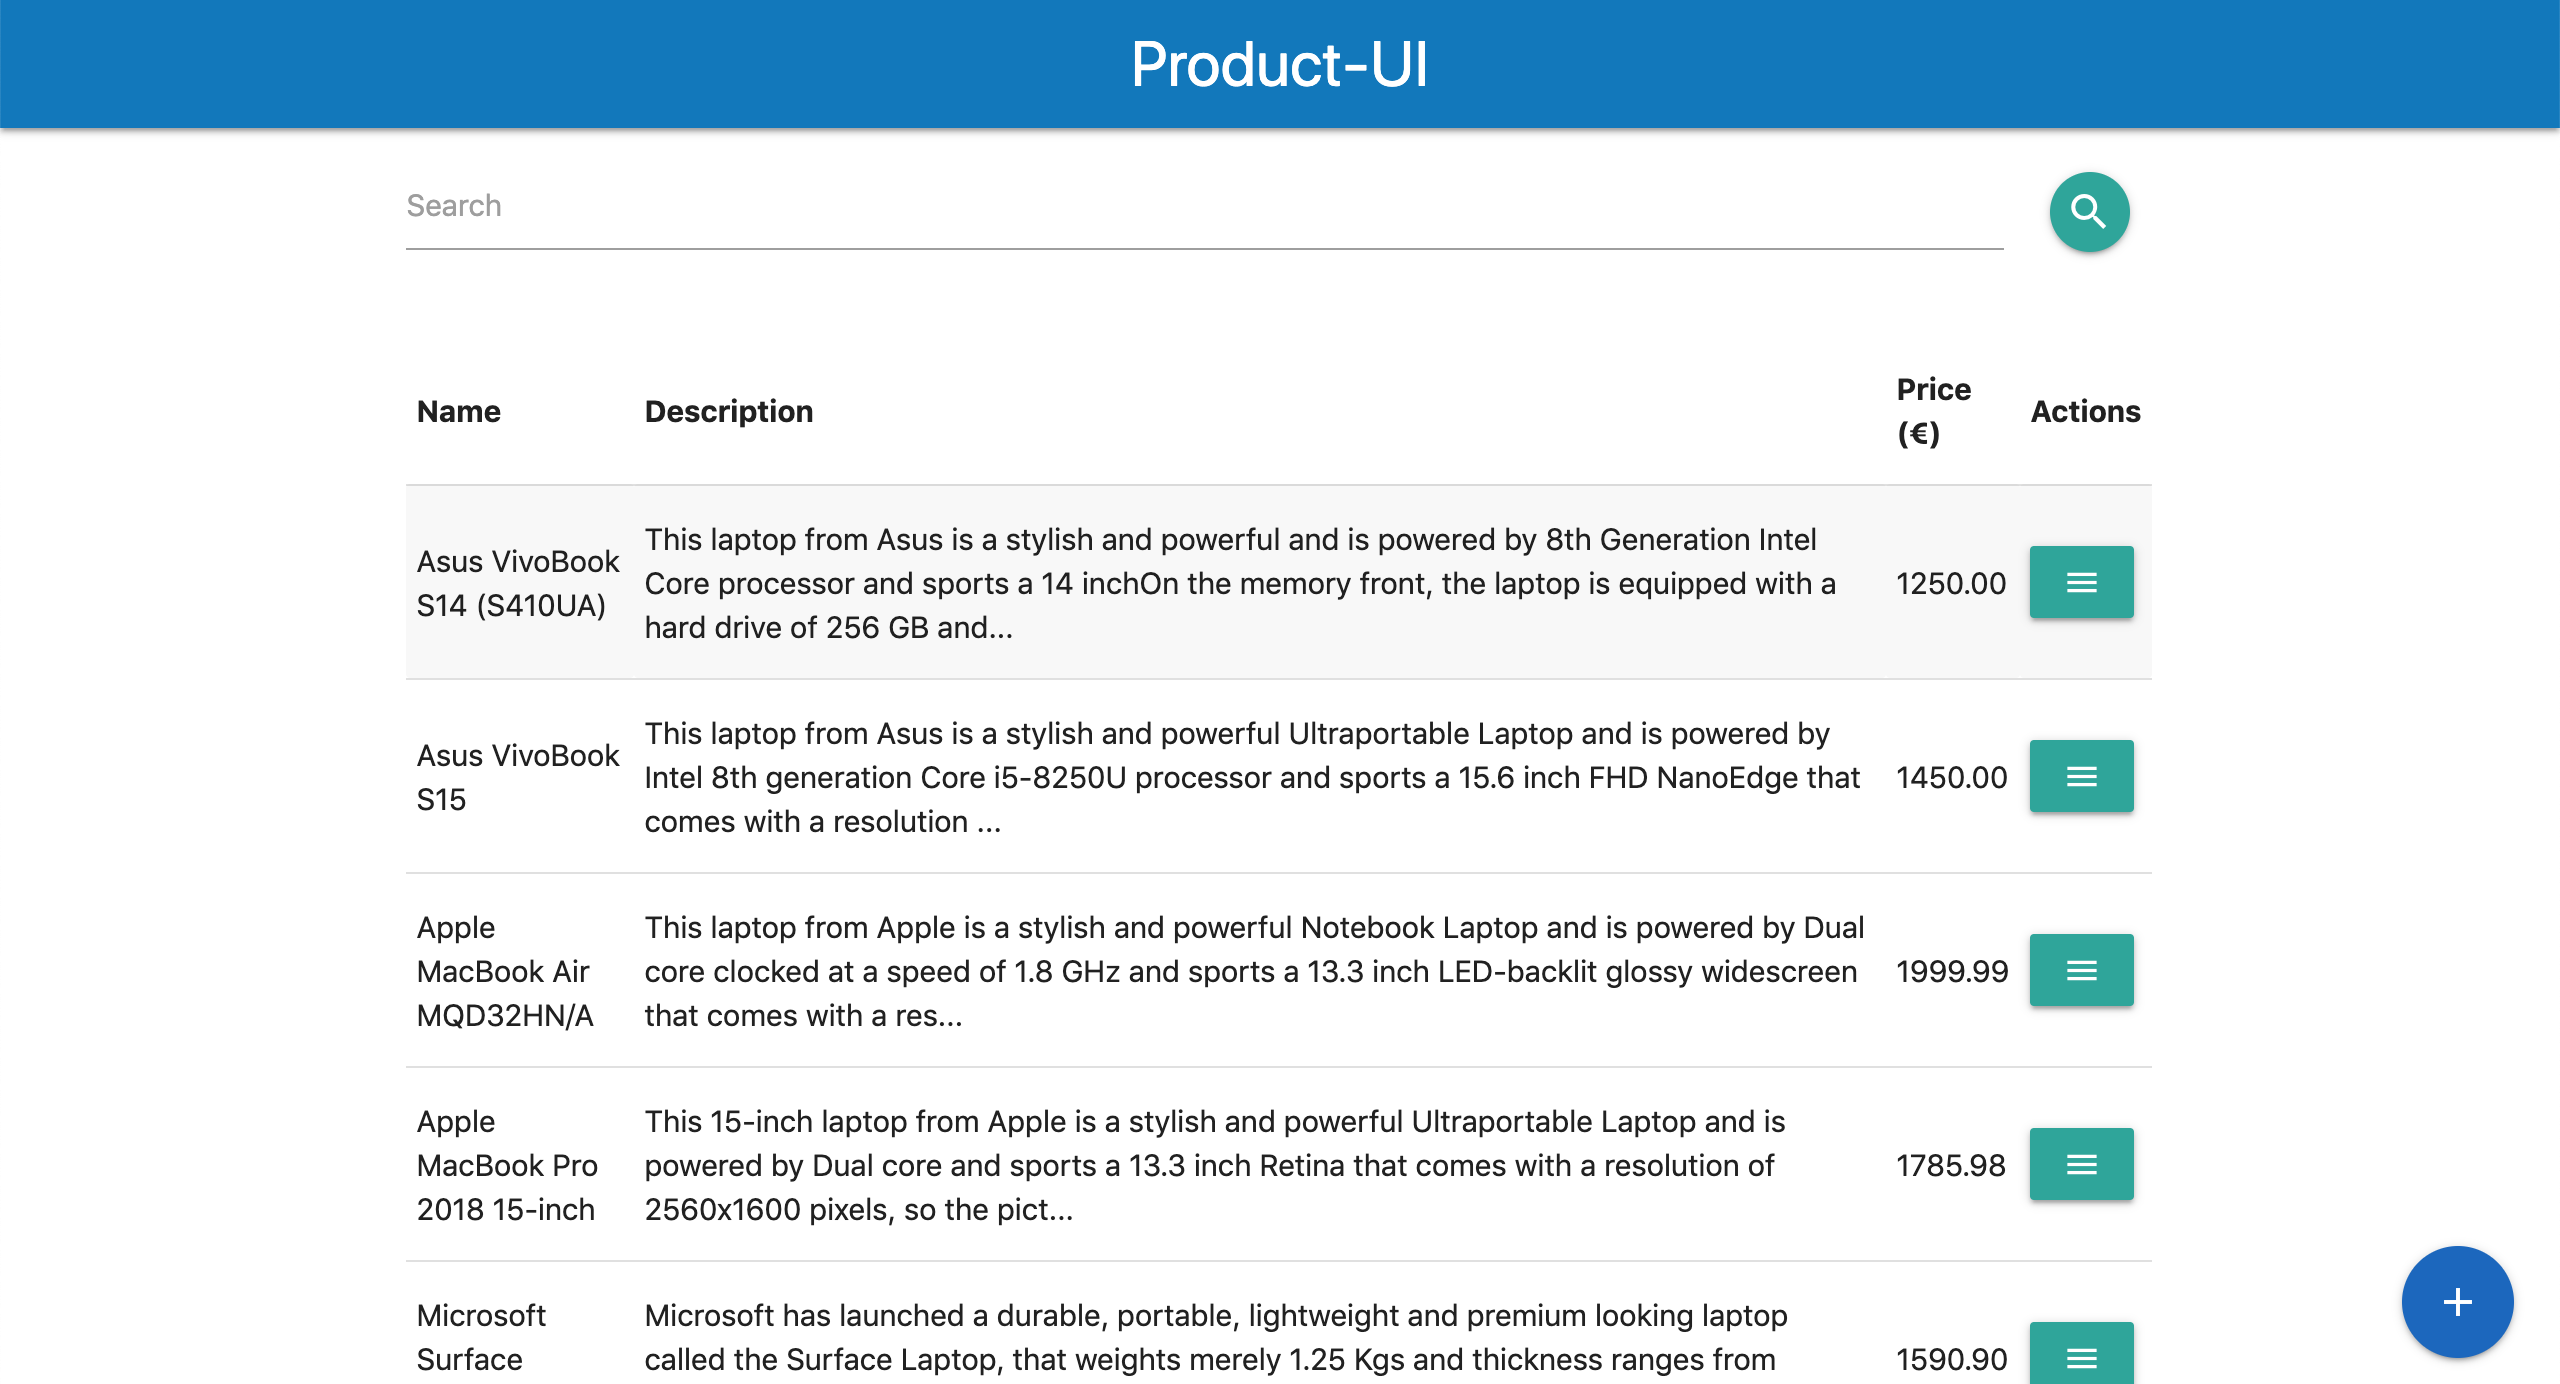 Product-UI
Search
Name Description Price (€) Actions
Asus VivoBook S14 (S410UA)
This laptop from Asus is a stylish and powerful and is powered by 8th Generation Intel
Core processor and sports a 14 inchOn the memory front, the laptop is equipped with a
hard drive of 256 GB and...
1250.00
Asus VivoBook S15
This laptop from Asus is a stylish and powerful Ultraportable Laptop and is powered by
Intel 8th generation Core i5-8250U processor and sports a 15.6 inch FHD NanoEdge that
comes with a resolution ...
1450.00
Apple
MacBook Air
MQD32HN/A
This laptop from Apple is a stylish and powerful Notebook Laptop and is powered by Dual
core clocked at a speed of 1.8 GHz and sports a 13.3 inch LED-backlit glossy widescreen
that comes with a res...
1999.99
Apple
MacBook Pro
2018 15-inch
This 15-inch laptop from Apple is a stylish and powerful Ultraportable Laptop and is
powered by Dual core and sports a 13.3 inch Retina that comes with a resolution of
2560x1600 pixels, so the pict...
1785.98
Microsoft
Surface
Microsoft has launched a durable, portable, lightweight and premium looking laptop
called the Surface Laptop, that weights merely 1.25 Kgs and thickness ranges from
1590.90